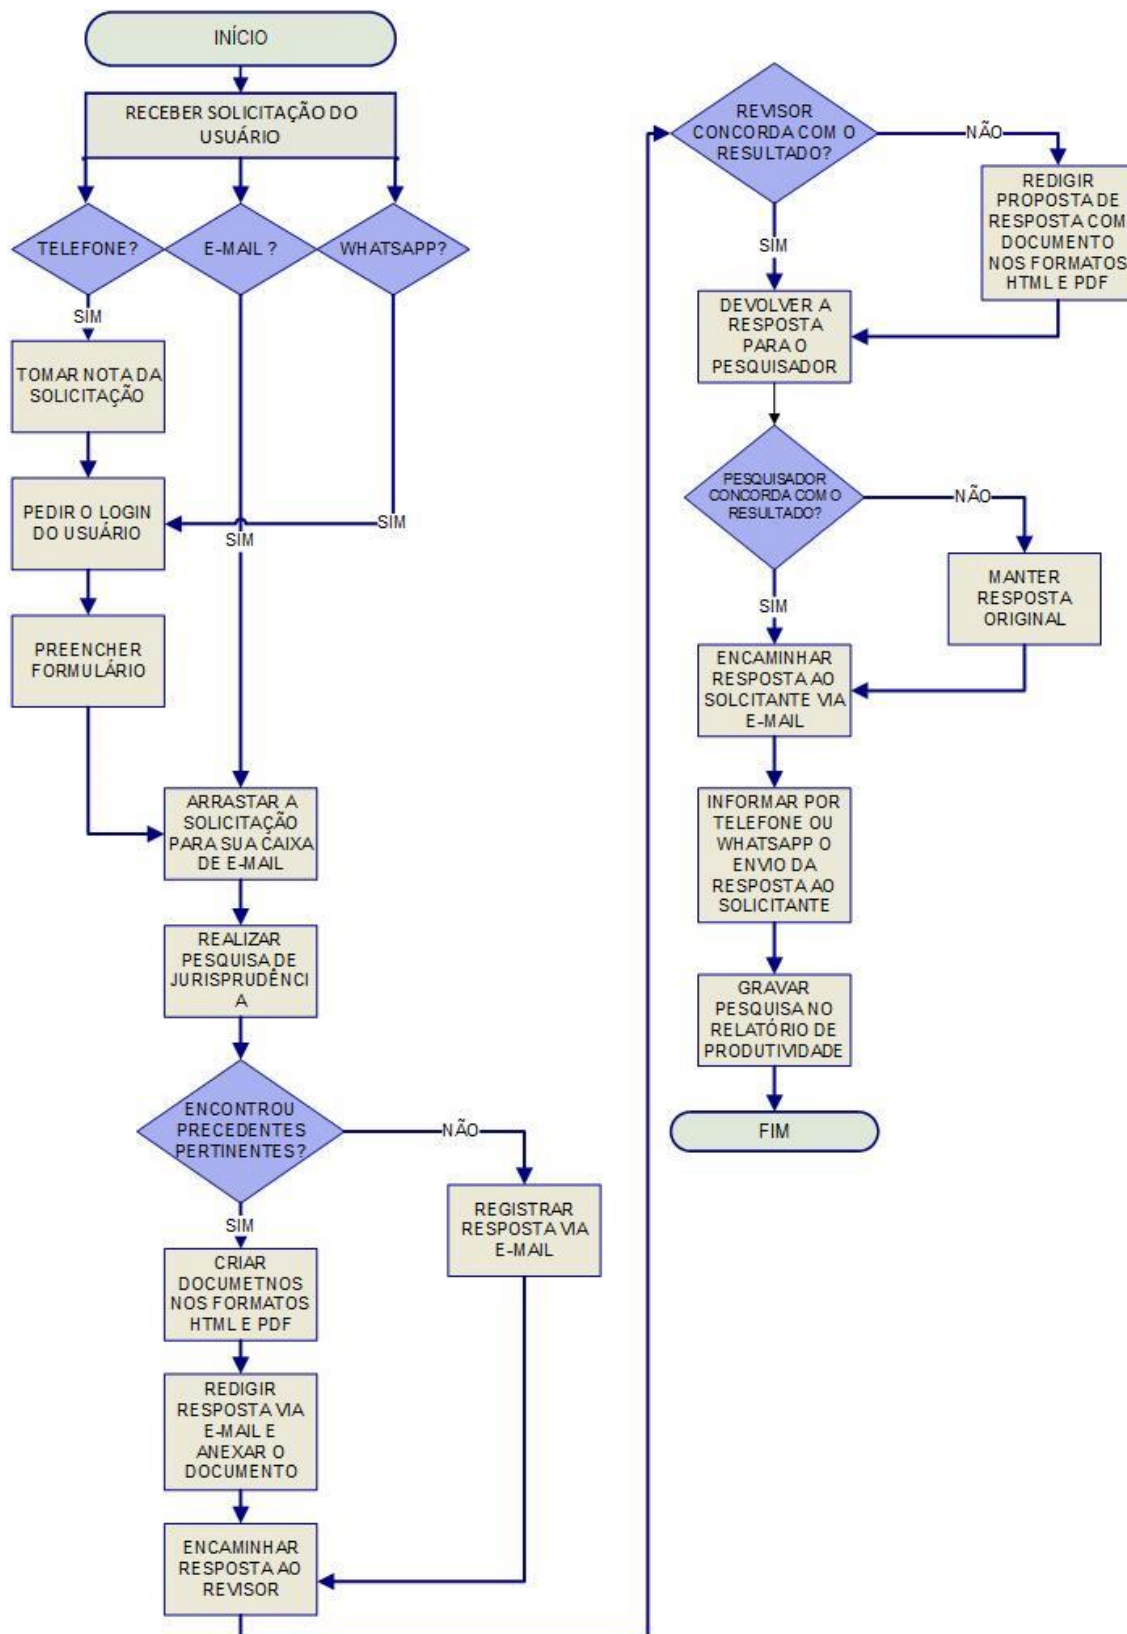 INÍCIO
RECEBER SOLICITAÇÃO DO
USUÁRIO
TELEFONE?
E-MAIL ?
WHATSAPP?
SIM
TOMAR NOTA DA
SOLICITAÇÃO
PEDIR O LOGIN
DO USUÁRIO
SIM
SIM
PREENCHER
FORMULÁRIO
ARRASTAR A
SOLICITAÇÃO
PARA SUA CAIXA
DE E-MAIL
REALIZAR
PESQUISA DE
JURISPRUDÊNCI
A
ENCONTROU
PRECEDENTES
PERTINENTES?
NÃO
SIM
REGISTRAR
RESPOSTA VIA
E-MAIL
CRIAR
DOCUMETNOS
NOS FORMATOS
HTML E PDF
REDIGIR
RESPOSTA VIA
E-MAIL E
ANEXAR O
DOCUMENTO
ENCAMINHAR
RESPOSTA AO
REVISOR
REVISOR
CONCORDA COM O
RESULTADO?
NÃO
REDIGIR
PROPOSTA DE
RESPOSTA COM
DOCUMENTO
NOS FORMATOS
HTML E PDF
SIM
DEVOLVER A
RESPOSTA
PARA O
PESQUISADOR
PESQUISADOR
CONCORDA COM O
RESULTADO?
NÃO
MANTER
RESPOSTA
ORIGINAL
SIM
ENCAMINHAR
RESPOSTA AO
SOLCITANTE VIA
E-MAIL
INFORMAR POR
TELEFONE OU
WHATSAPP O
ENVIO DA
RESPOSTA AO
SOLICITANTE
GRAVAR
PESQUISA NO
RELATÓRIO DE
PRODUTIVIDADE
FIM